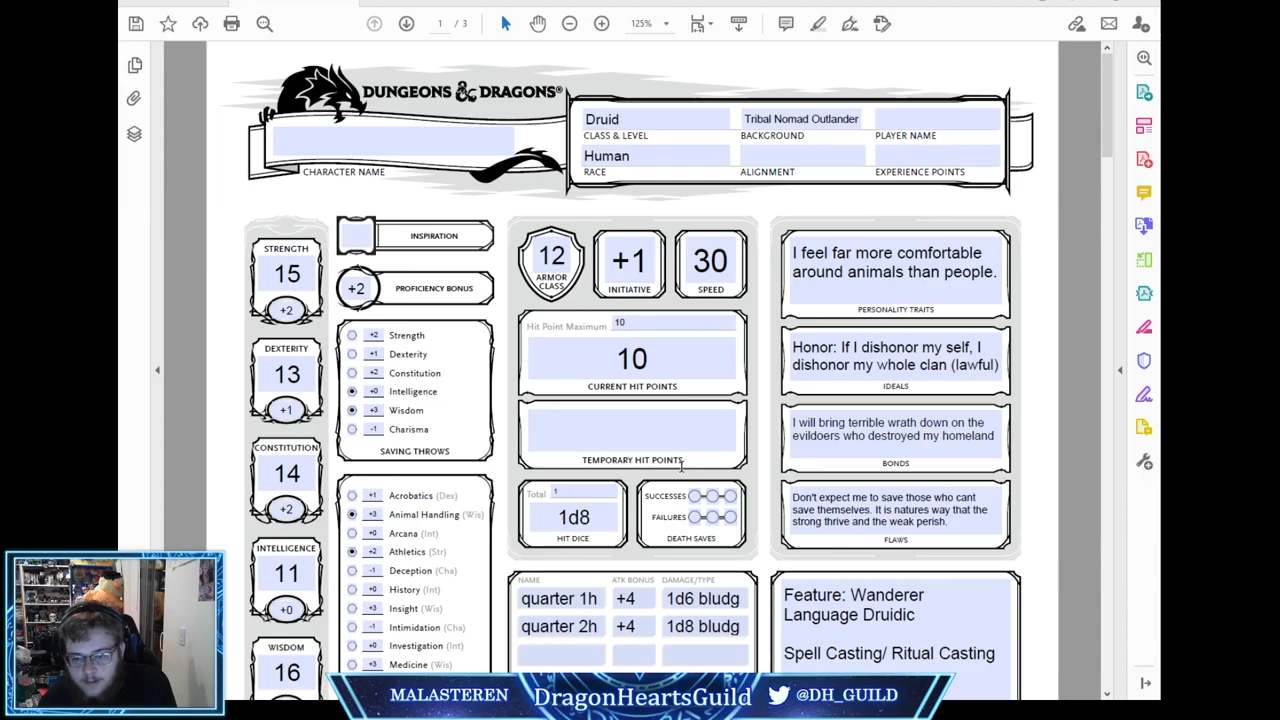 1 / 3
125%
DUNGEONS & DRAGONS®
Druid
Tribal Nomad Outlander
CLASS & LEVEL
BACKGROUND
PLAYER NAME
Human
RACE
ALIGNMENT
EXPERIENCE POINTS
CHARACTER NAME
STRENGTH
15
+2
DEXTERITY
13
+1
CONSTITUTION
14
+2
INTELLIGENCE
11
+0
WISDOM
16
INSPIRATION
+2
PROFICIENCY BONUS
+2 Strength
+1 Dexterity
+2 Constitution
+0 Intelligence
+3 Wisdom
-1 Charisma
SAVING THROWS
+1 Acrobatics (Dex)
+3 Animal Handling (Wis)
+0 Arcana (Int)
+2 Athletics (Str)
-1 Deception (Cha)
+0 History (Int)
+3 Insight (Wis)
-1 Intimidation (Cha)
+0 Investigation (Int)
+3 Medicine (Wis)
12
ARMOR
CLASS
+1
INITIATIVE
30
SPEED
Hit Point Maximum 10
10
CURRENT HIT POINTS
TEMPORARY HIT POINTS
Total 1
1d8
HIT DICE
SUCCESSES
FAILURES
DEATH SAVES
NAME ATK BONUS DAMAGE/TYPE
quarter 1h +4 1d6 bludg
quarter 2h +4 1d8 bludg
I feel far more comfortable
around animals than people.
PERSONALITY TRAITS
Honor: If I dishonor my self, I
dishonor my whole clan (lawful)
IDEALS
I will bring terrible wrath down on the
evildoers who destroyed my homeland
BONDS
Don't expect me to save those who cant
save themselves. It is natures way that the
strong thrive and the weak perish.
FLAWS
Feature: Wanderer
Language Druidic
Spell Casting/ Ritual Casting
MALASTEREN
DragonHeartsGuild
@DH_GUILD